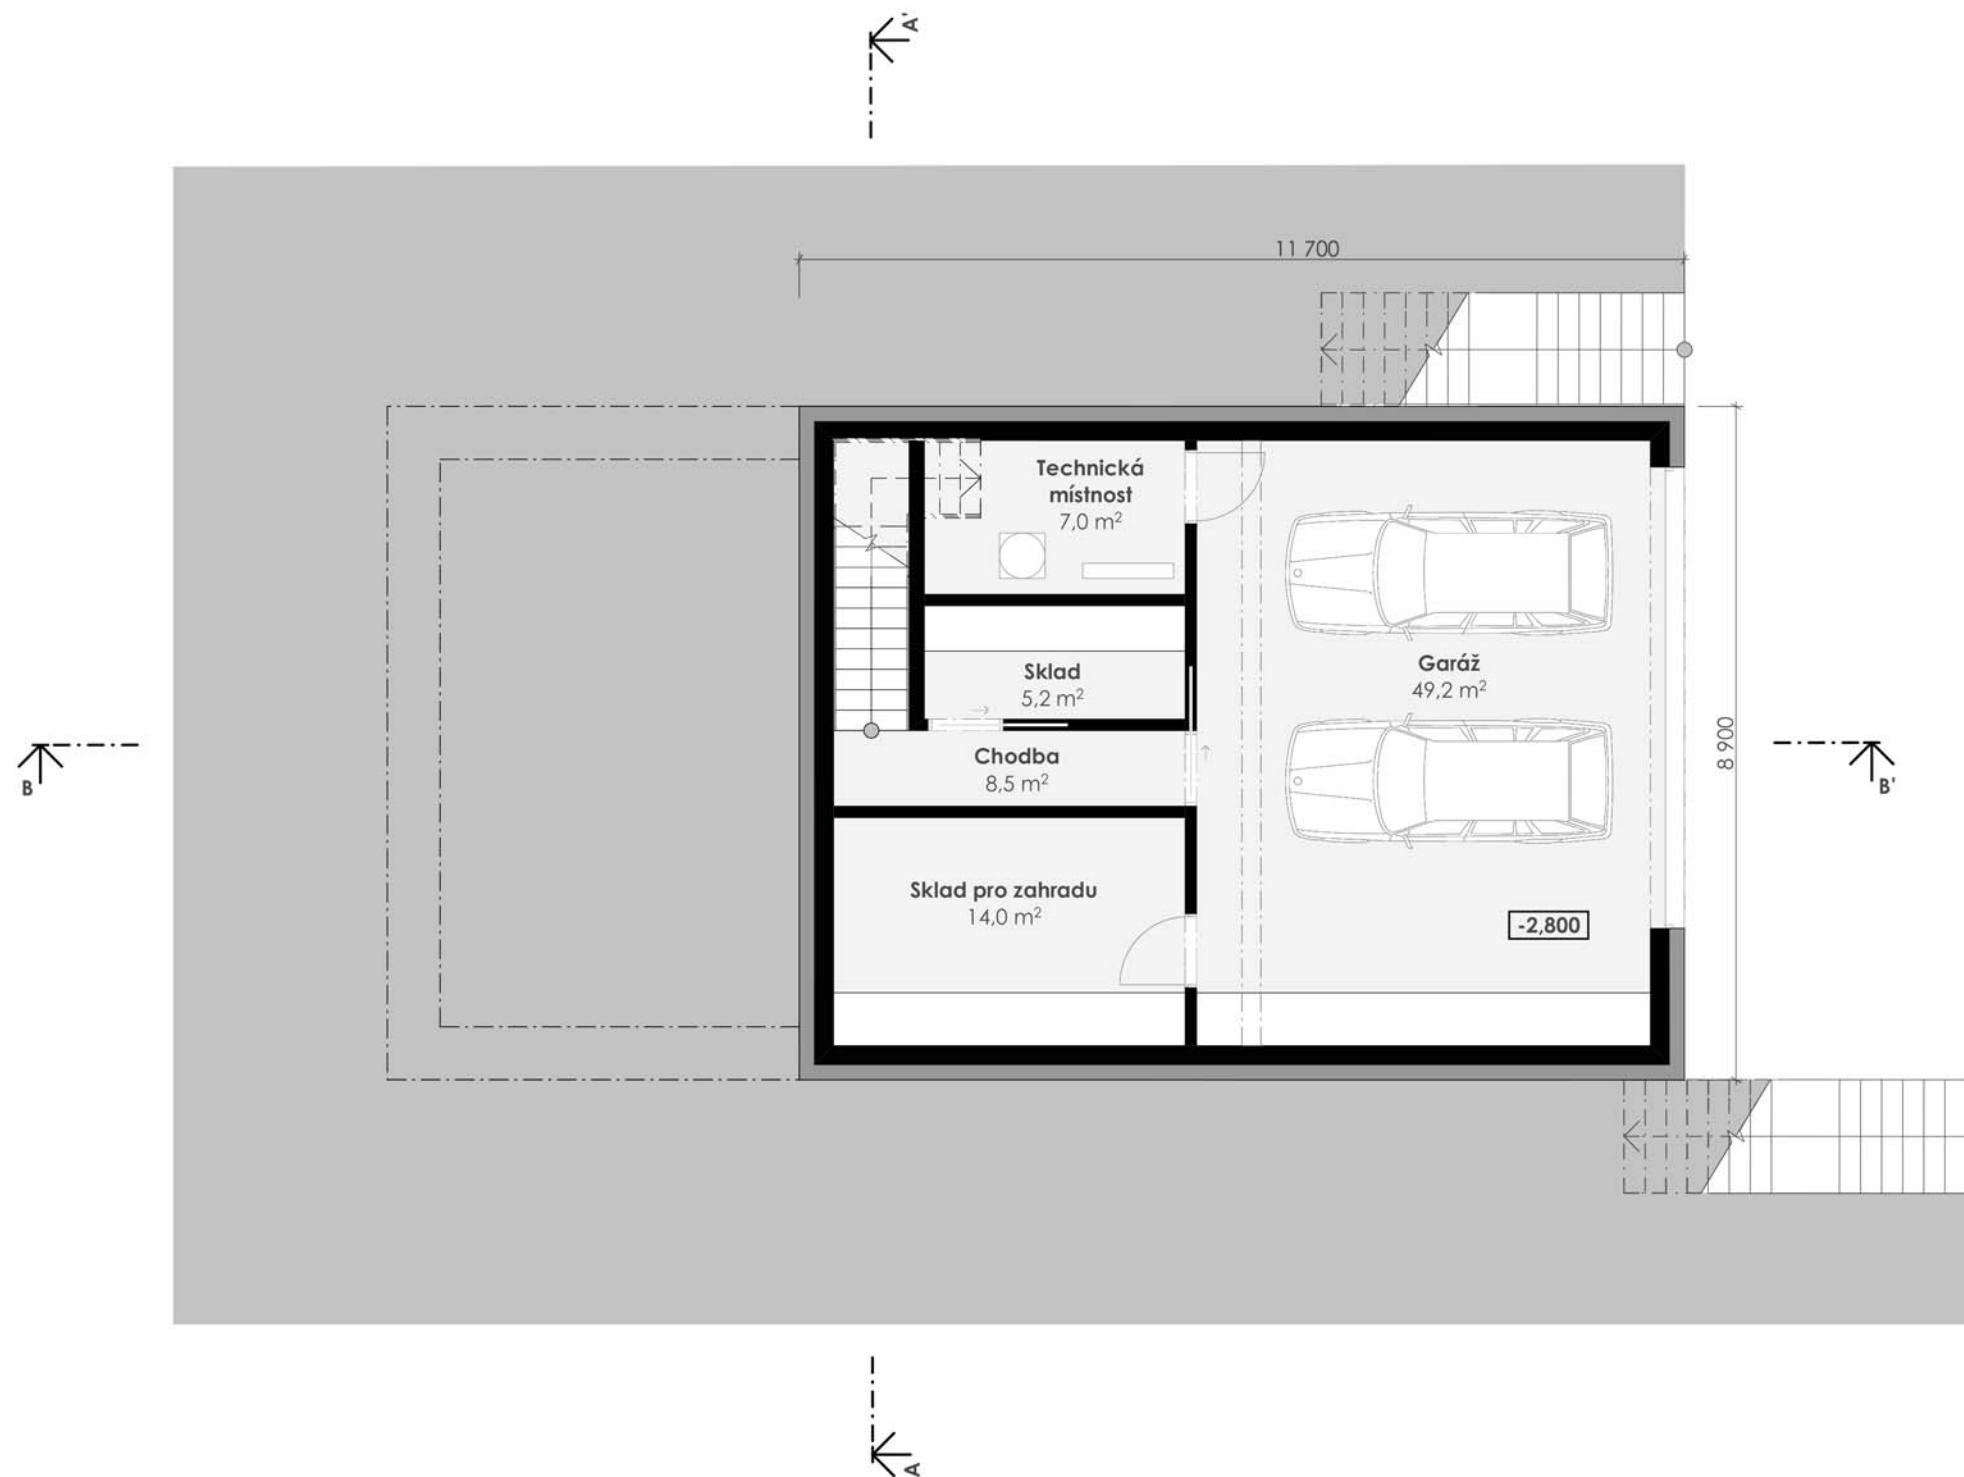 A'
11 700
Technická
místnost
7,0 m²
Garáž
49,2 m²
Sklad
5,2 m²
8 900
Chodba
8,5 m²
B
B'
Sklad pro zahradu
14,0 m²
-2,800
A